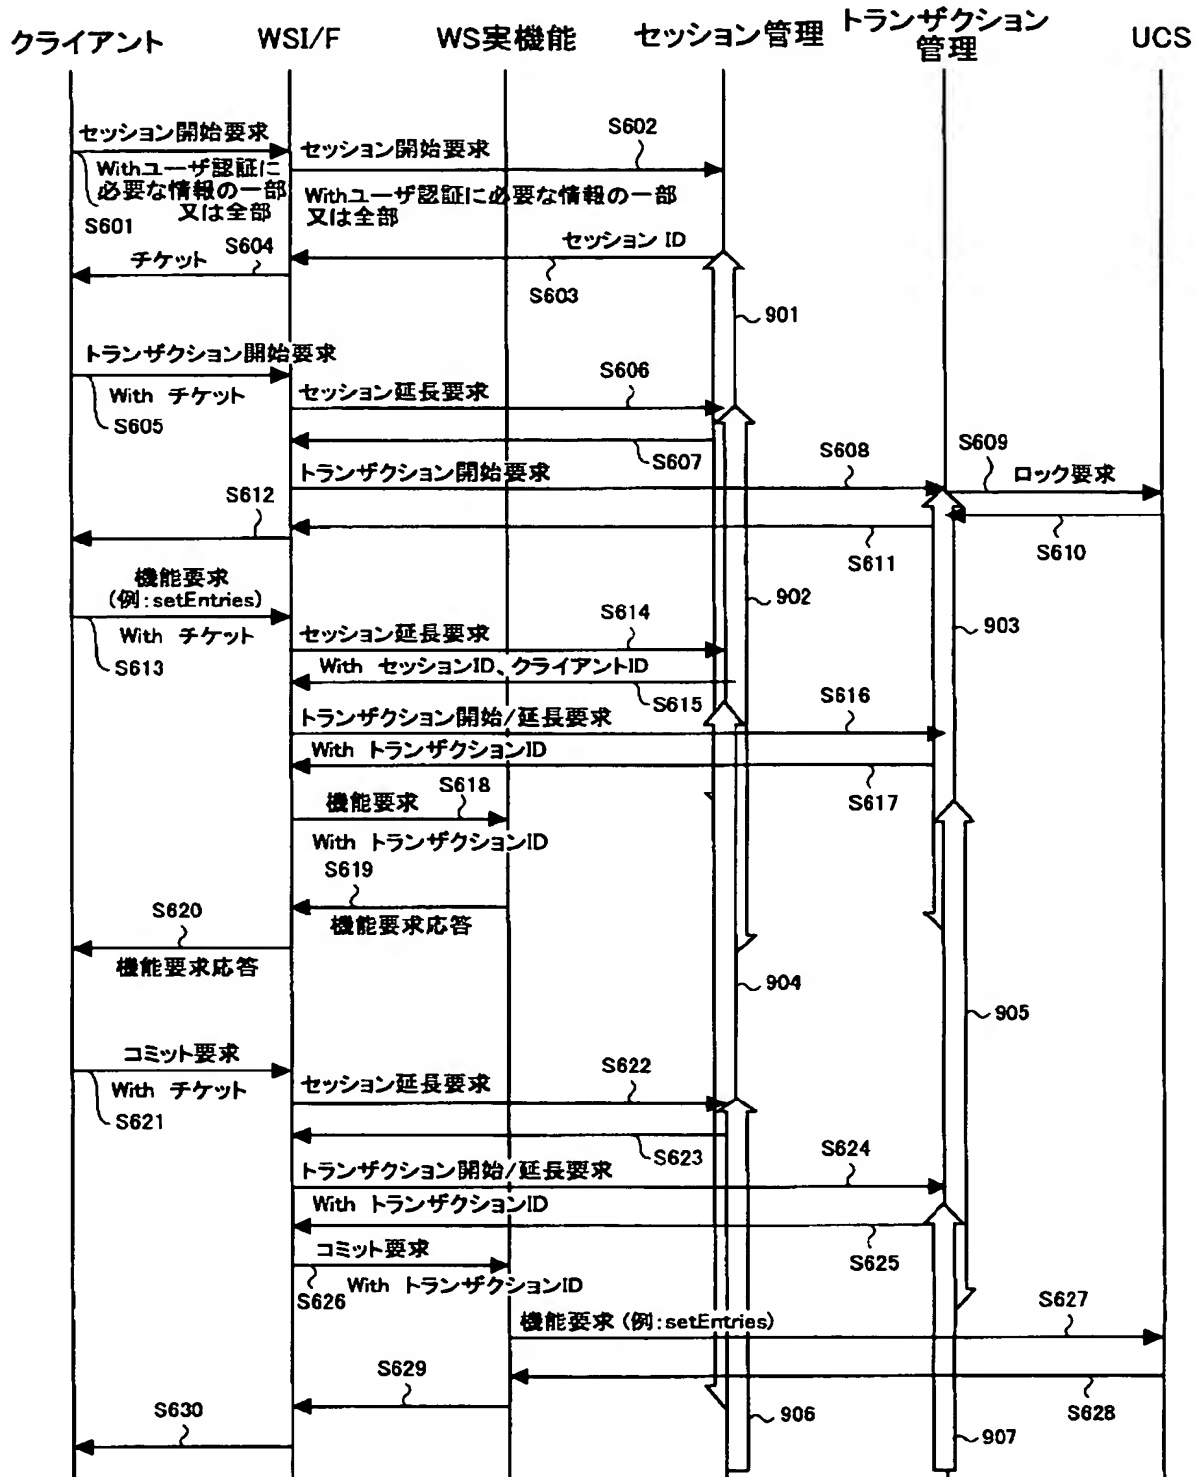 クライアント
WSI/F
WS実機能
セッション管理
トランザクション
管理
UCS
セッション開始要求
Withユーザ認証に
必要な情報の一部
又は全部
S601
セッション開始要求
S602
Withユーザ認証に必要な情報の一部
又は全部
セッション ID
S603
チケット
S604
901
トランザクション開始要求
With チケット
S605
セッション延長要求
S606
S607
トランザクション開始要求
S608
S609
ロック要求
S610
S611
S612
902
903
機能要求
(例:setEntries)
With チケット
S613
セッション延長要求
S614
With セッションID、クライアントID
S615
トランザクション開始/延長要求
S616
With トランザクションID
S617
機能要求
S618
With トランザクションID
S619
機能要求応答
S620
機能要求応答
904
905
コミット要求
With チケット
S621
セッション延長要求
S622
S623
トランザクション開始/延長要求
S624
With トランザクションID
S625
コミット要求
S626
With トランザクションID
機能要求(例:setEntries)
S627
S628
S629
S630
906
907